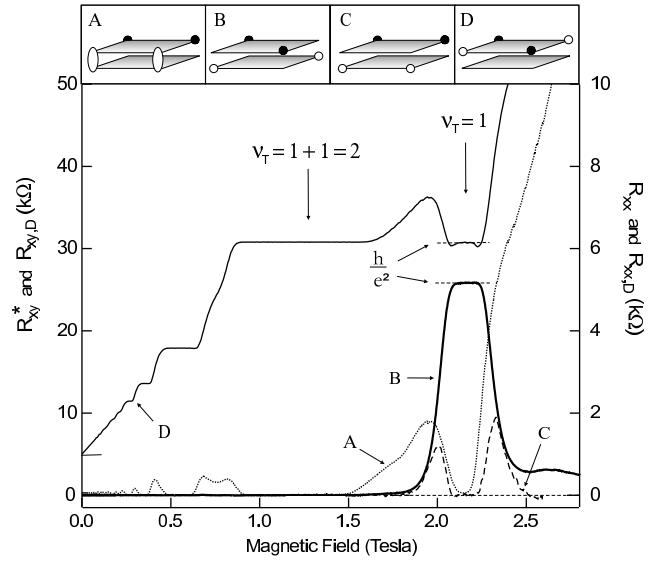 A B C D
50 10
ν_T = 1 + 1 = 2
ν_T = 1
40 8
30 6
h/e²
20 4
B
10 2
D
A
C
0 0
0.0 0.5 1.0 1.5 2.0 2.5
Magnetic Field (Tesla)
R*xy and Rxy,D (kΩ)
Rxx and Rxx,D (kΩ)